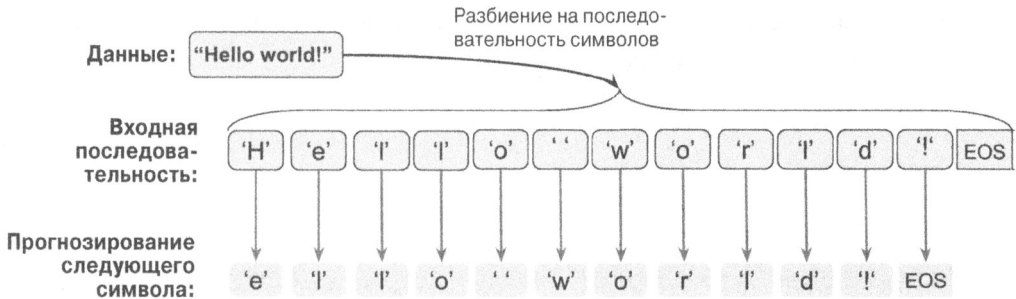 Разбиение на последо-
вательность символов
Данные: “Hello world!”
Входная
последова-
тельность:
‘H’ ‘e’ ‘l’ ‘l’ ‘o’ ‘ ‘ ‘w’ ‘o’ ‘r’ ‘l’ ‘d’ ‘!‘ EOS
Прогнозирование
следующего
символа:
‘e’ ‘l’ ‘l’ ‘o’ ‘ ‘ ‘w’ ‘o’ ‘r’ ‘l’ ‘d’ ‘!‘ EOS